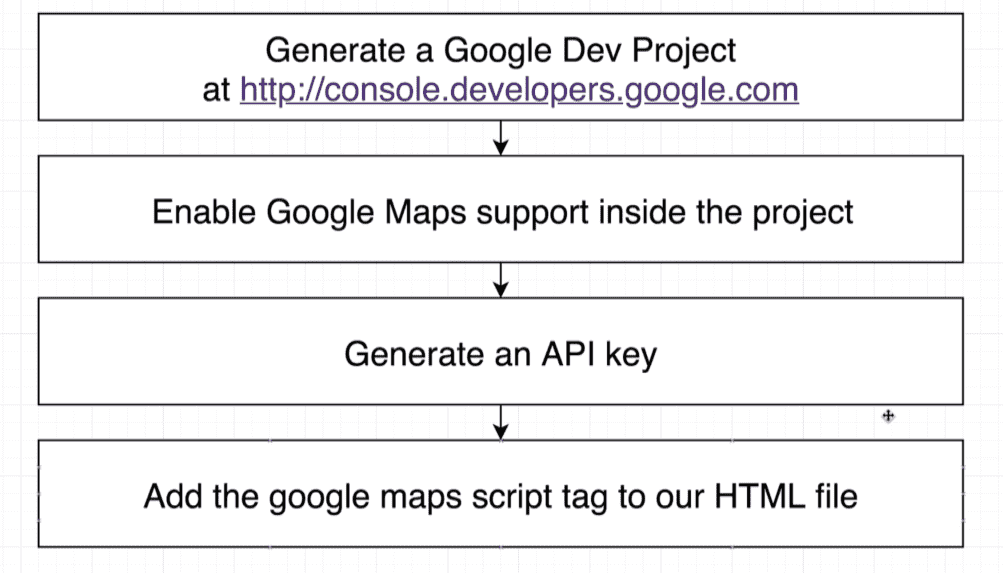 Generate a Google Dev Project
at http://console.developers.google.com
Enable Google Maps support inside the project
Generate an API key
Add the google maps script tag to our HTML file